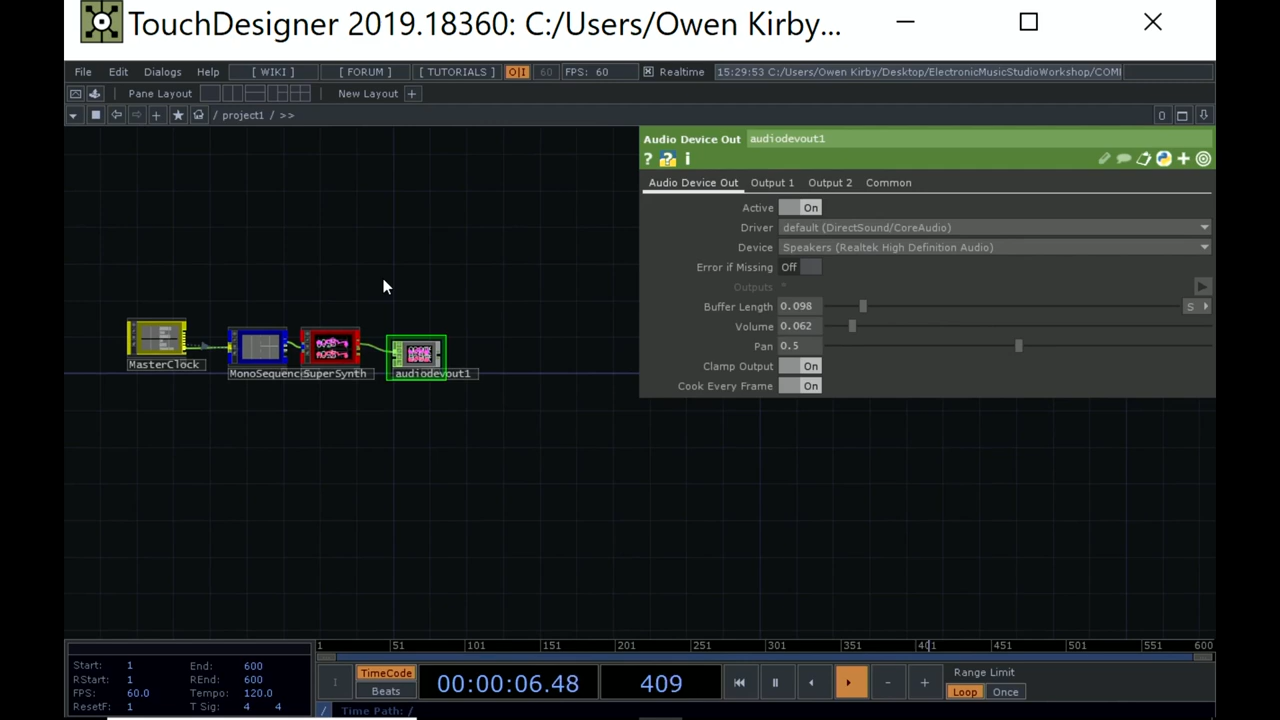 TouchDesigner 2019.18360: C:/Users/Owen Kirby...
File Edit Dialogs Help [ WIKI ] [ FORUM ] [ TUTORIALS ] O|I 60 FPS: 60 Realtime 15:29:53 C:/Users/Owen Kirby/Desktop/ElectronicMusicStudioWorkshop/COMI
Pane Layout New Layout +
/ project1 / >> 0
Audio Device Out audiodevout1
? ? i
Audio Device Out Output 1 Output 2 Common
Active On
Driver default (DirectSound/CoreAudio)
Device Speakers (Realtek High Definition Audio)
Error if Missing Off
Outputs *
Buffer Length 0.098 S
Volume 0.062
Pan 0.5
Clamp Output On
Cook Every Frame On
MasterClock
MonoSequenc SuperSynth audiodevout1
1 51 101 151 201 251 301 351 401 451 501 551 600
Start: 1 End: 600
RStart: 1 REnd: 600
FPS: 60.0 Tempo: 120.0
ResetF: 1 T Sig: 4 4
TimeCode
Beats
00:00:06.48 409
Range Limit
Loop Once
/ Time Path: /